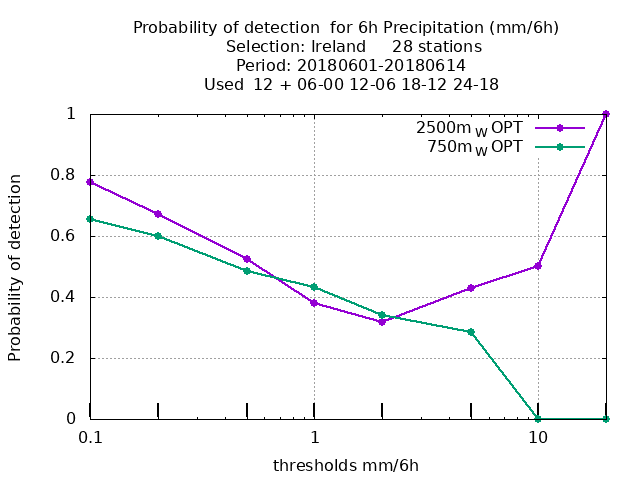 Probability of detection  for 6h Precipitation (mm/6h)
Selection: Ireland     28 stations
Period: 20180601-20180614
Used  12 + 06-00 12-06 18-12 24-18
2500m W OPT
750m W OPT
1
0.8
0.6
0.4
0.2
0
Probability of detection
0.1 1 10
thresholds mm/6h